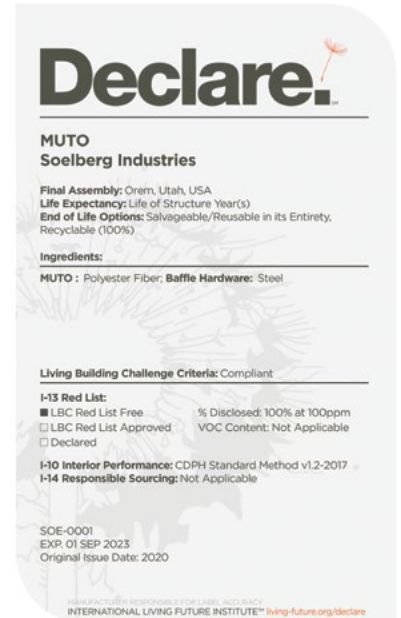 Declare.
SM
MUTO
Soelberg Industries
Final Assembly: Orem, Utah, USA
Life Expectancy: Life of Structure Year(s)
End of Life Options: Salvageable/Reusable in its Entirety,
Recyclable (100%)
Ingredients:
MUTO : Polyester Fiber; Baffle Hardware: Steel
Living Building Challenge Criteria: Compliant
I-13 Red List:
■ LBC Red List Free % Disclosed: 100% at 100ppm
□ LBC Red List Approved VOC Content: Not Applicable
□ Declared
I-10 Interior Performance: CDPH Standard Method v1.2-2017
I-14 Responsible Sourcing: Not Applicable
SOE-0001
EXP. 01 SEP 2023
Original Issue Date: 2020
MANUFACTURER RESPONSIBLE FOR LABEL ACCURACY
INTERNATIONAL LIVING FUTURE INSTITUTE™ living-future.org/declare